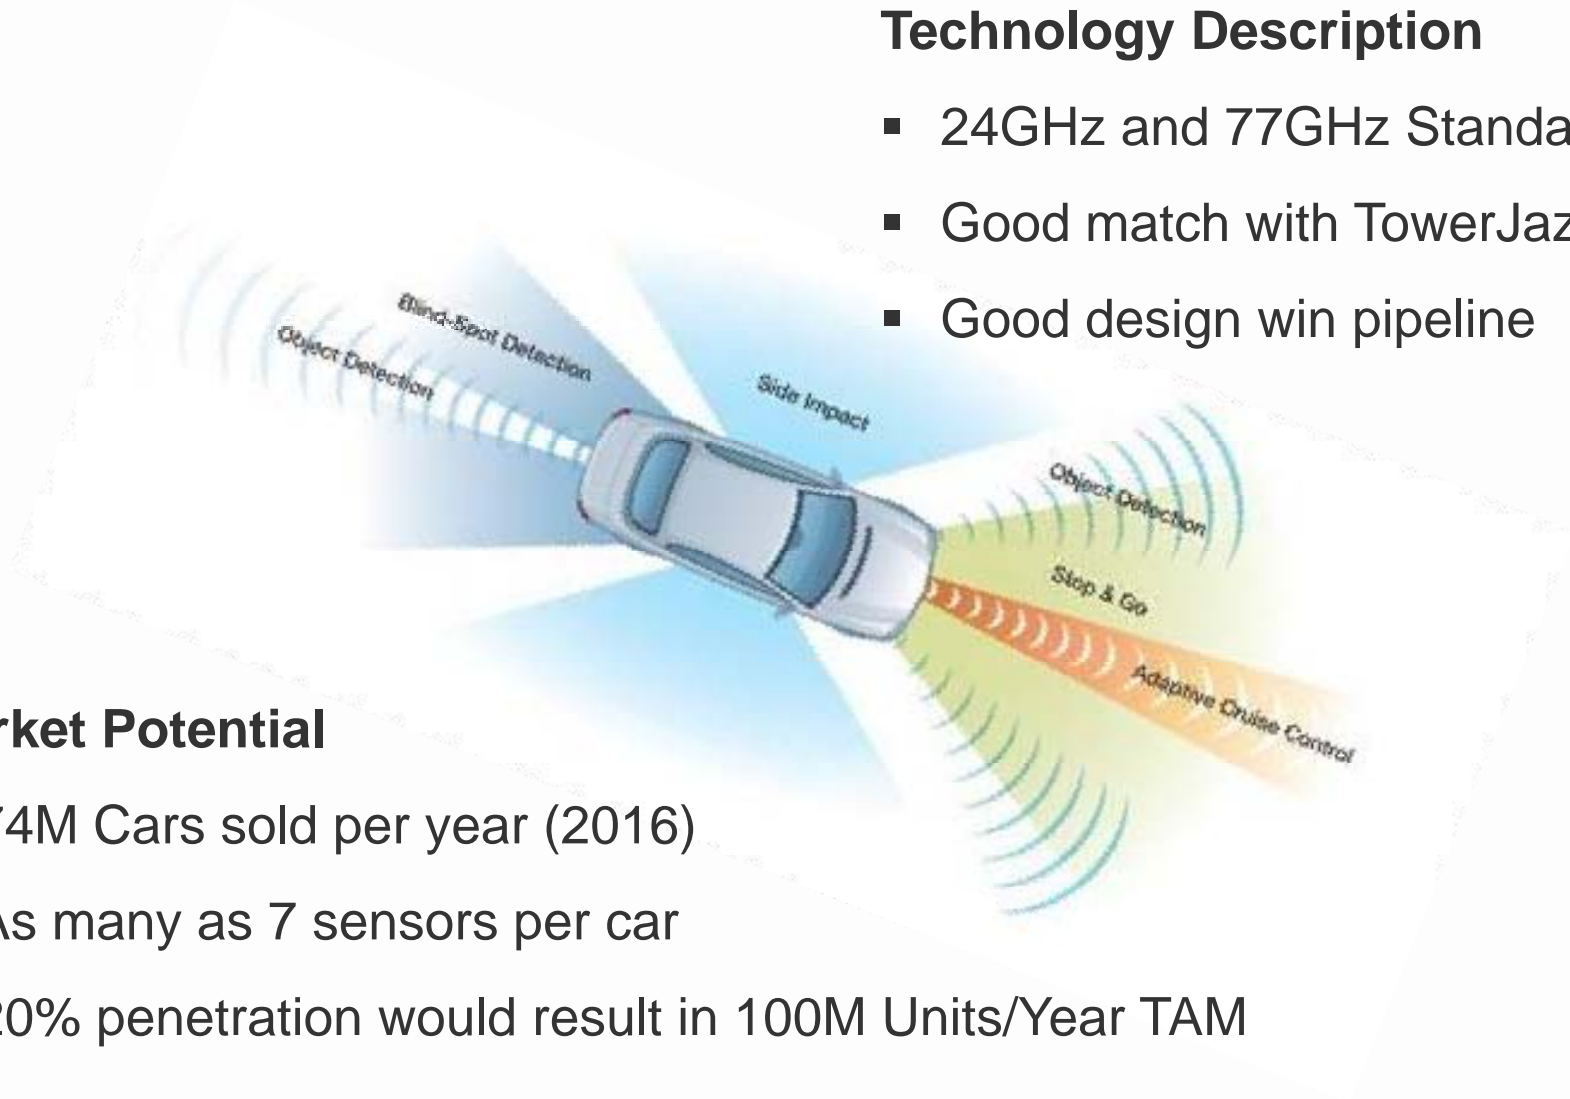 Technology Description
▪ 24GHz and 77GHz Standa
▪ Good match with TowerJaz
▪ Good design win pipeline
Blind-Spot Detection
Object Detection
Side Impact
Object Detection
Stop & Go
Adaptive Cruise Control
rket Potential
74M Cars sold per year (2016)
As many as 7 sensors per car
20% penetration would result in 100M Units/Year TAM